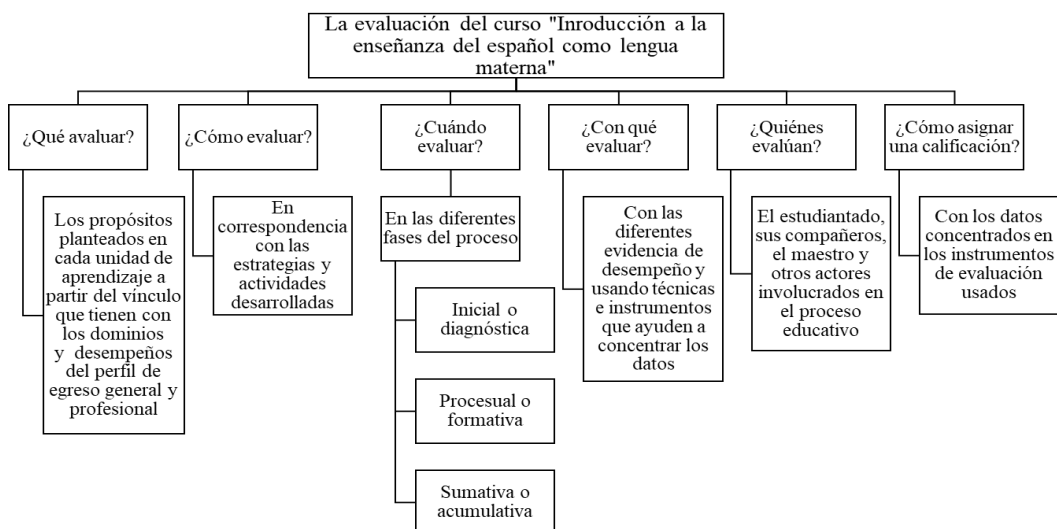 La evaluación del curso "Inroducción a la
enseñanza del español como lengua
materna"
¿Qué avaluar?
Los propósitos
planteados en
cada unidad de
aprendizaje a
partir del vínculo
que tienen con
los dominios
y desempeños
del perfil de
egreso general y
profesional
¿Cómo evaluar?
En
correspondencia
con las
estrategias y
actividades
desarrolladas
¿Cuándo
evaluar?
En las diferentes
fases del proceso
Inicial o
diagnóstica
Procesual o
formativa
Sumativa o
acumulativa
¿Con qué
evaluar?
Con las
diferentes
evidencia de
desempeño y
usando técnicas
e instrumentos
que ayuden a
concentrar los
datos
¿Quiénes
evalúan?
El estudiantado,
sus compañeros,
el maestro y
otros actores
involucrados en
el proceso
educativo
¿Cómo asignar
una calificación?
Con los datos
concentrados en
los instrumentos
de evaluación
usados